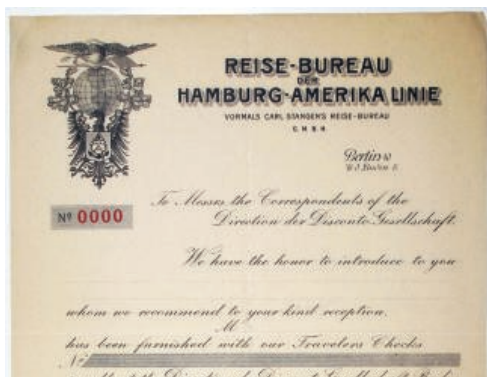 REISE-BUREAU
DER
HAMBURG-AMERIKA LINIE
VORMALS CARL STANGEN'S REISE-BUREAU
G. M. B. H.
Berlin W
Nº 0000
To Messrs. the Correspondents of the
Direction der Disconto-Gesellschaft.
We have the honor to introduce to you
whom we recommend to your kind reception.
M
has been furnished with our Travelers Checks
Nº